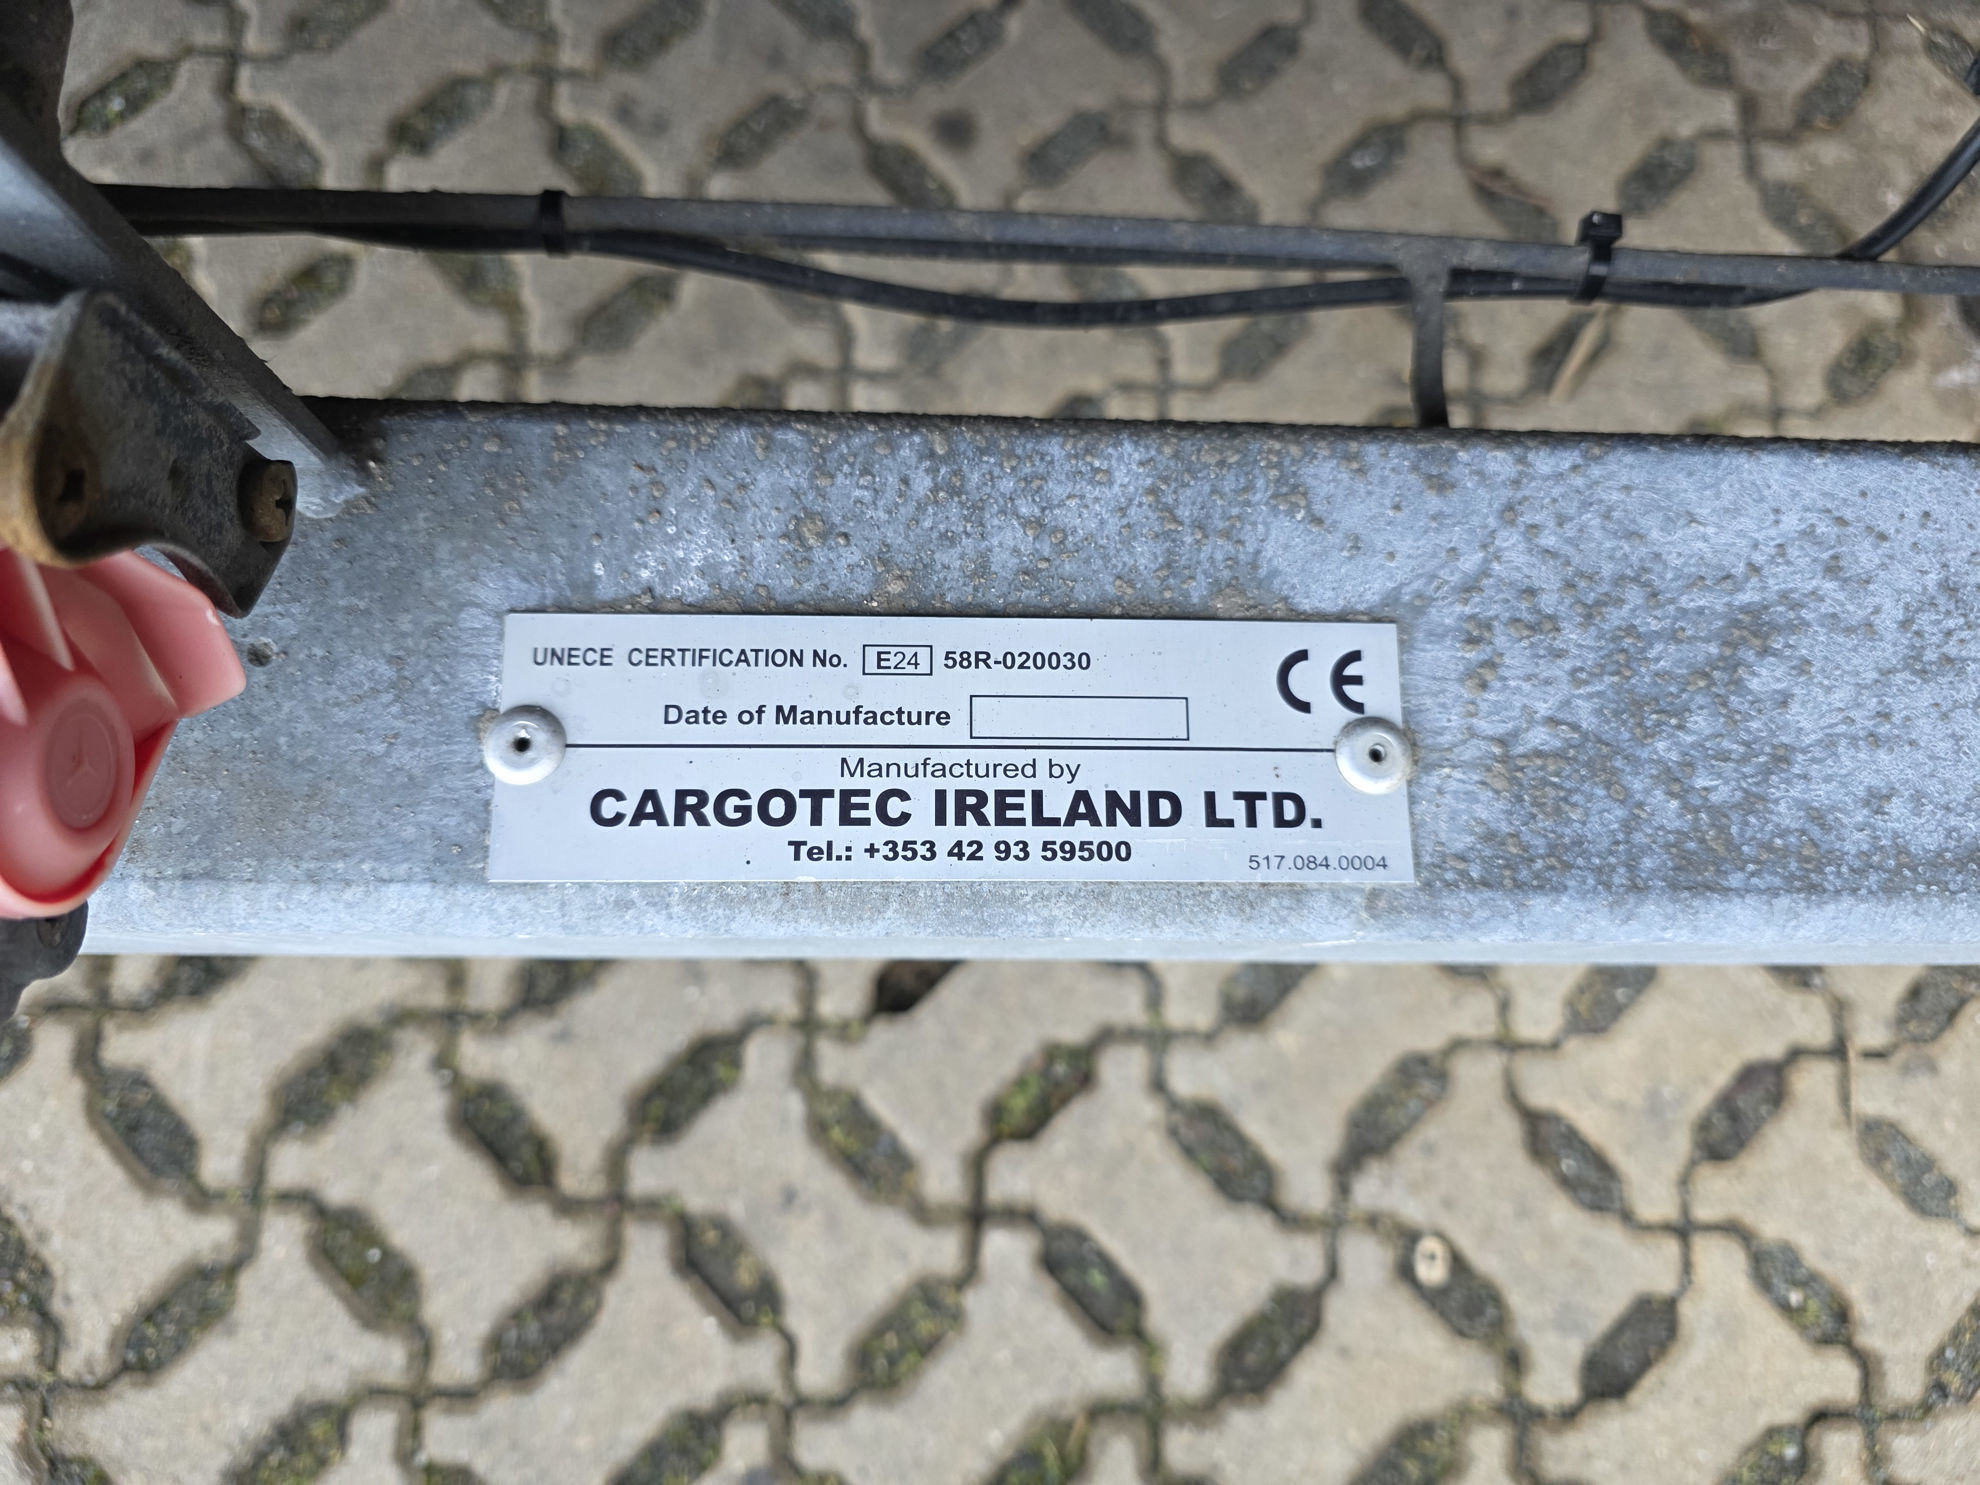 UNECE CERTIFICATION No. E24 58R-020030
CE
Date of Manufacture
Manufactured by
CARGOTEC IRELAND LTD.
Tel.: +353 42 93 59500
517.084.0004